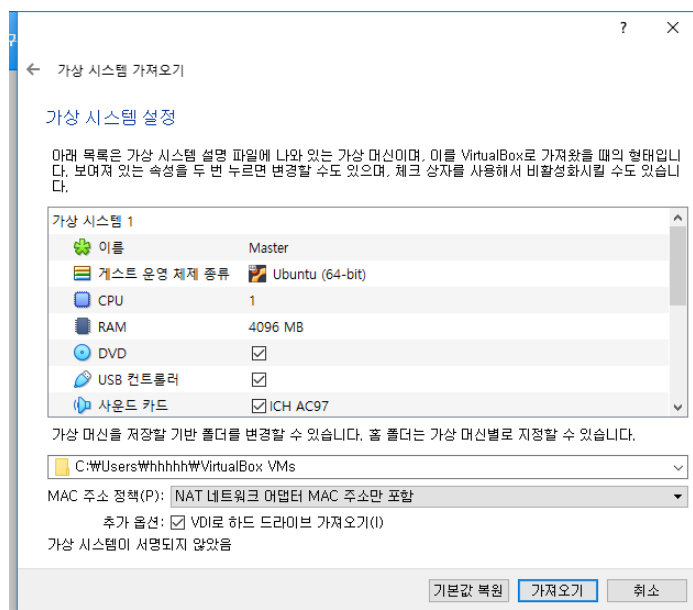 ?
←
가상 시스템 가져오기
가상 시스템 설정
아래 목록은 가상 시스템 설명 파일에 나와 있는 가상 머신이며, 이를 VirtualBox로 가져왔을 때의 형태입니
다. 보여져 있는 속성을 두 번 누르면 변경할 수도 있으며, 체크 상자를 사용해서 비활성화시킬 수도 있습니
다.
가상 시스템 1
이름 Master
게스트 운영 체제 종류 Ubuntu (64-bit)
CPU 1
RAM 4096 MB
DVD
USB 컨트롤러
사운드 카드 ICH AC97
가상 머신을 저장할 기반 폴더를 변경할 수 있습니다. 홈 폴더는 가상 머신별로 지정할 수 있습니다.
C:₩Users₩hhhhh₩VirtualBox VMs
MAC 주소 정책(P): NAT 네트워크 어댑터 MAC 주소만 포함
추가 옵션: VDI로 하드 드라이브 가져오기(I)
가상 시스템이 서명되지 않았음
기본값 복원 가져오기 취소